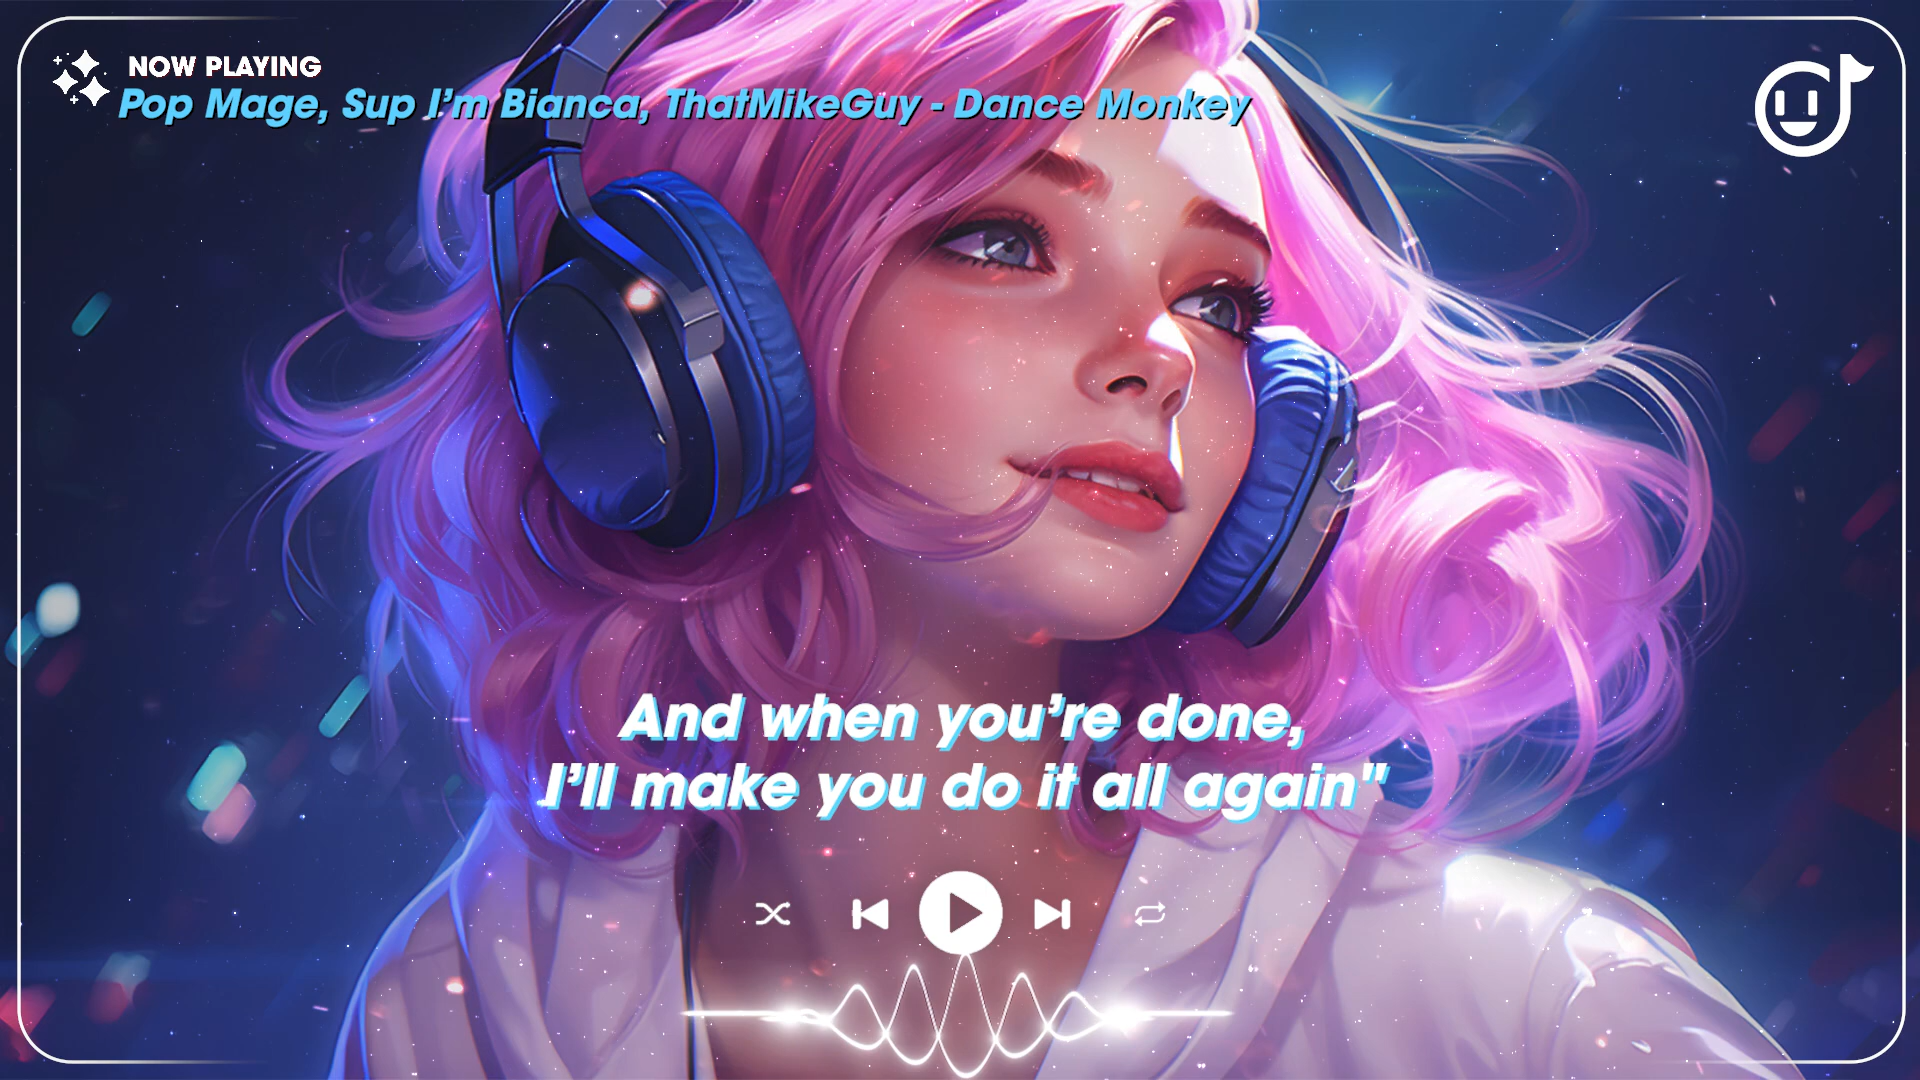 NOW PLAYING
Pop Mage, Sup I'm Bianca, ThatMikeGuy - Dance Monkey
And when you're done,
I'll make you do it all again"